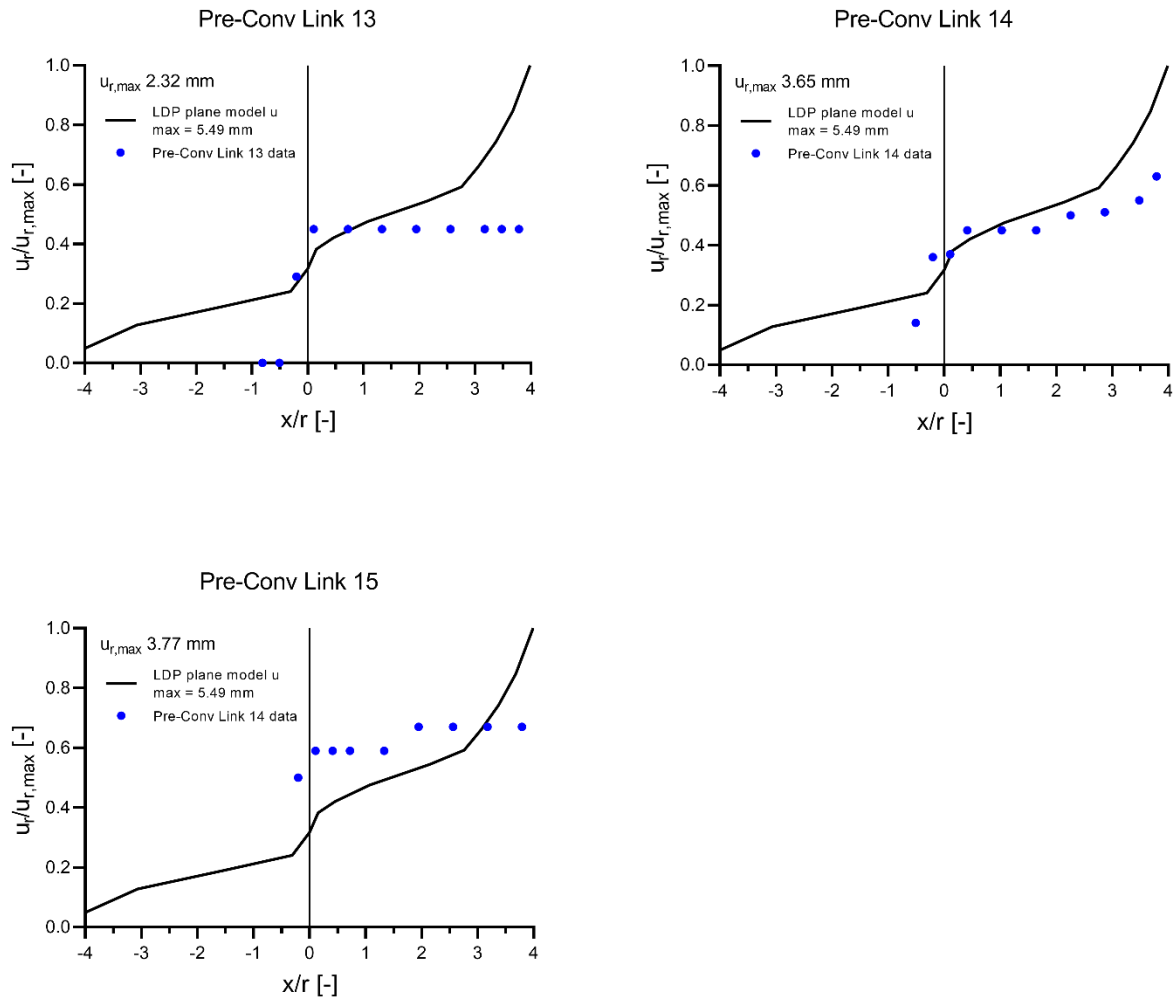 Pre-Conv Link 13
u_r,max 2.32 mm
LDP plane model u
max = 5.49 mm
Pre-Conv Link 13 data
u_r/u_r,max [-]
1.0
0.8
0.6
0.4
0.2
0.0
-4 -3 -2 -1 0 1 2 3 4
x/r [-]
Pre-Conv Link 14
u_r,max 3.65 mm
LDP plane model u
max = 5.49 mm
Pre-Conv Link 14 data
u_r/u_r,max [-]
1.0
0.8
0.6
0.4
0.2
0.0
-4 -3 -2 -1 0 1 2 3 4
x/r [-]
Pre-Conv Link 15
u_r,max 3.77 mm
LDP plane model u
max = 5.49 mm
Pre-Conv Link 14 data
u_r/u_r,max [-]
1.0
0.8
0.6
0.4
0.2
0.0
-4 -3 -2 -1 0 1 2 3 4
x/r [-]